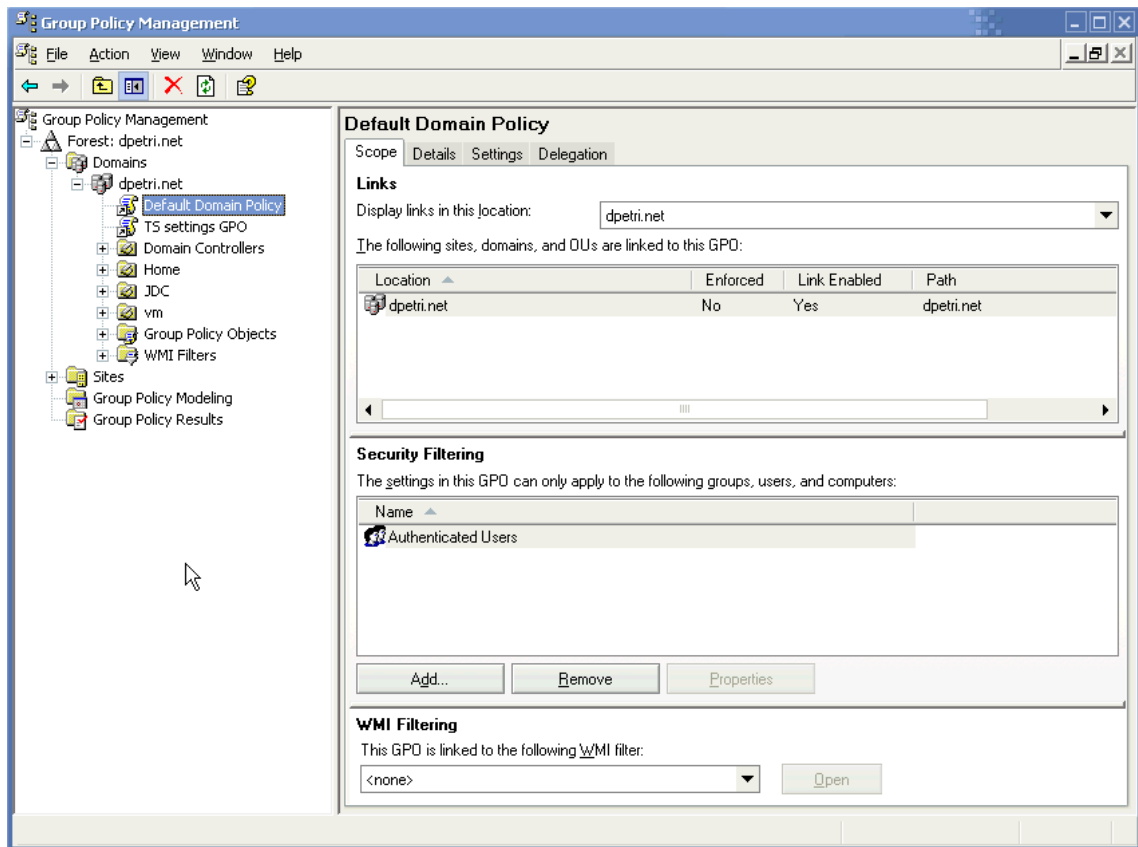 Group Policy Management
File Action View Window Help
Group Policy Management
Forest: dpetri.net
Domains
dpetri.net
Default Domain Policy
TS settings GPO
Domain Controllers
Home
JDC
vm
Group Policy Objects
WMI Filters
Sites
Group Policy Modeling
Group Policy Results
Default Domain Policy
Scope Details Settings Delegation
Links
Display links in this location: dpetri.net
The following sites, domains, and OUs are linked to this GPO:
Location Enforced Link Enabled Path
dpetri.net No Yes dpetri.net
Security Filtering
The settings in this GPO can only apply to the following groups, users, and computers:
Name
Authenticated Users
Add... Remove Properties
WMI Filtering
This GPO is linked to the following WMI filter:
<none> Open